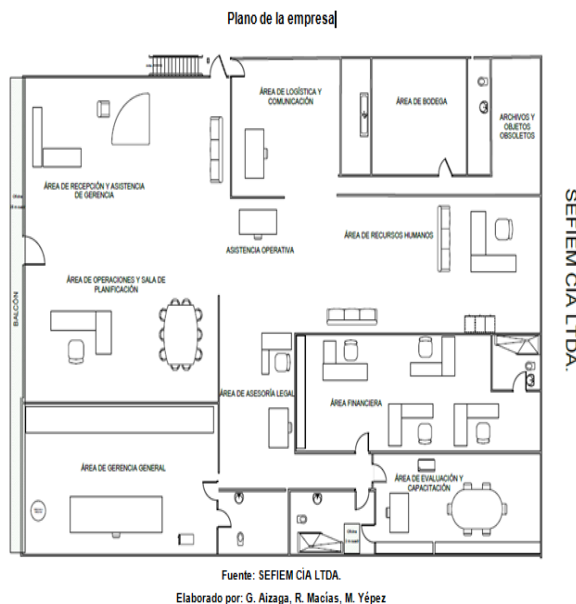 Plano de la empresa
ÁREA DE LOGÍSTICA Y
COMUNICACIÓN
ÁREA DE BODEGA
ARCHIVOS Y
OBJETOS
OBSOLETOS
ÁREA DE RECEPCIÓN Y ASISTENCIA
DE GERENCIA
ASISTENCIA OPERATIVA
ÁREA DE RECURSOS HUMANOS
SEFIEM CÍA LTDA.
BALCÓN
ÁREA DE OPERACIONES Y SALA DE
PLANIFICACIÓN
ÁREA DE ASESORÍA LEGAL
ÁREA FINANCIERA
ÁREA DE GERENCIA GENERAL
ÁREA DE EVALUACIÓN Y
CAPACITACIÓN
Fuente: SEFIEM CÍA LTDA.
Elaborado por: G. Aizaga, R. Macías, M. Yépez